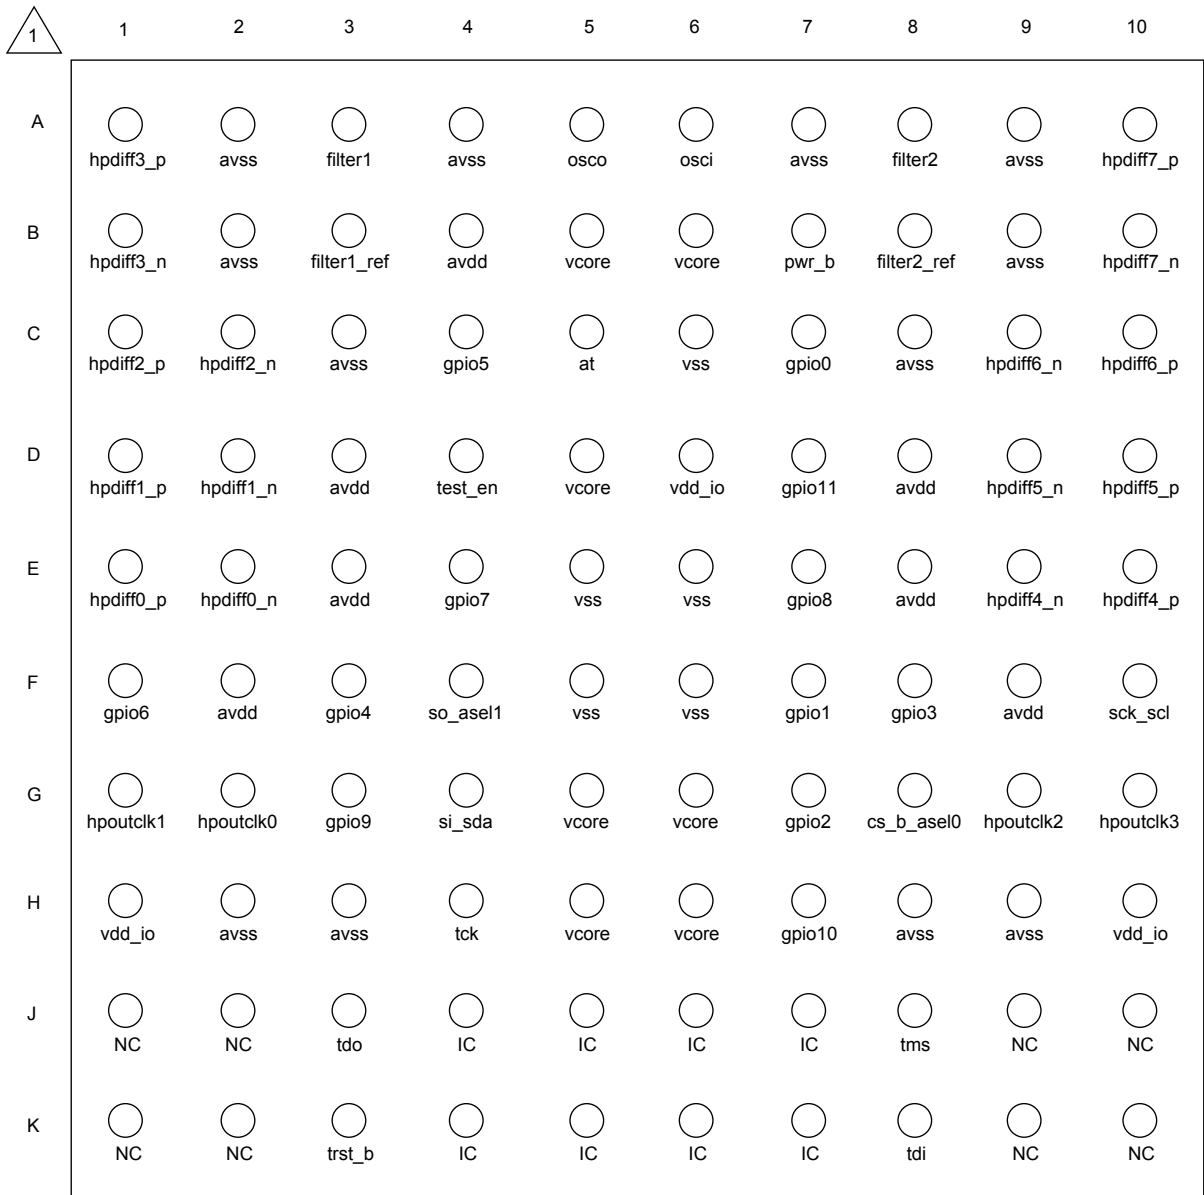 1 1 2 3 4 5 6 7 8 9 10
A
hpdiff3_p avss filter1 avss osco osci avss filter2 avss hpdiff7_p
B
hpdiff3_n avss filter1_ref avdd vcore vcore pwr_b filter2_ref avss hpdiff7_n
C
hpdiff2_p hpdiff2_n avss gpio5 at vss gpio0 avss hpdiff6_n hpdiff6_p
D
hpdiff1_p hpdiff1_n avdd test_en vcore vdd_io gpio11 avdd hpdiff5_n hpdiff5_p
E
hpdiff0_p hpdiff0_n avdd gpio7 vss vss gpio8 avdd hpdiff4_n hpdiff4_p
F
gpio6 avdd gpio4 so_asel1 vss vss gpio1 gpio3 avdd sck_scl
G
hpoutclk1 hpoutclk0 gpio9 si_sda vcore vcore gpio2 cs_b_asel0 hpoutclk2 hpoutclk3
H
vdd_io avss avss tck vcore vcore gpio10 avss avss vdd_io
J
NC NC tdo IC IC IC IC tms NC NC
K
NC NC trst_b IC IC IC IC tdi NC NC